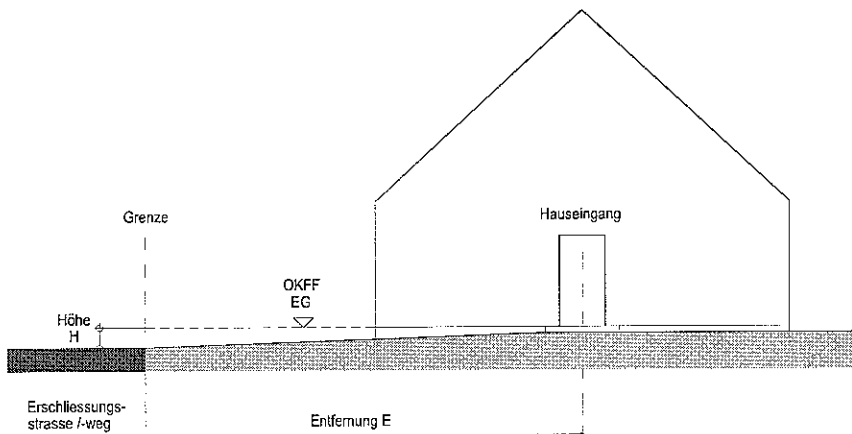 Grenze
Hauseingang
OKFF
EG
Höhe
H
Erschliessungs-
strasse /-weg
Entfernung E